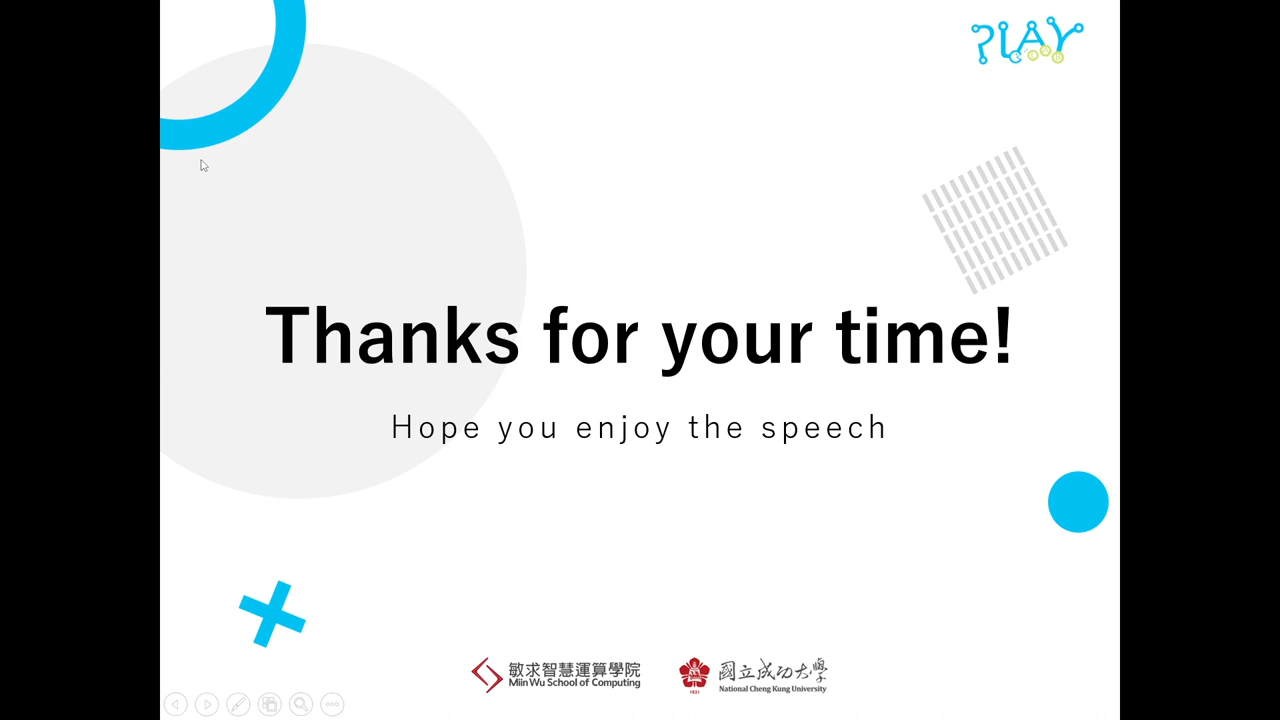 PLAY
Thanks for your time!
Hope you enjoy the speech
敏求智慧運算學院
Miin Wu School of Computing
國立成功大學
National Cheng Kung University
1931